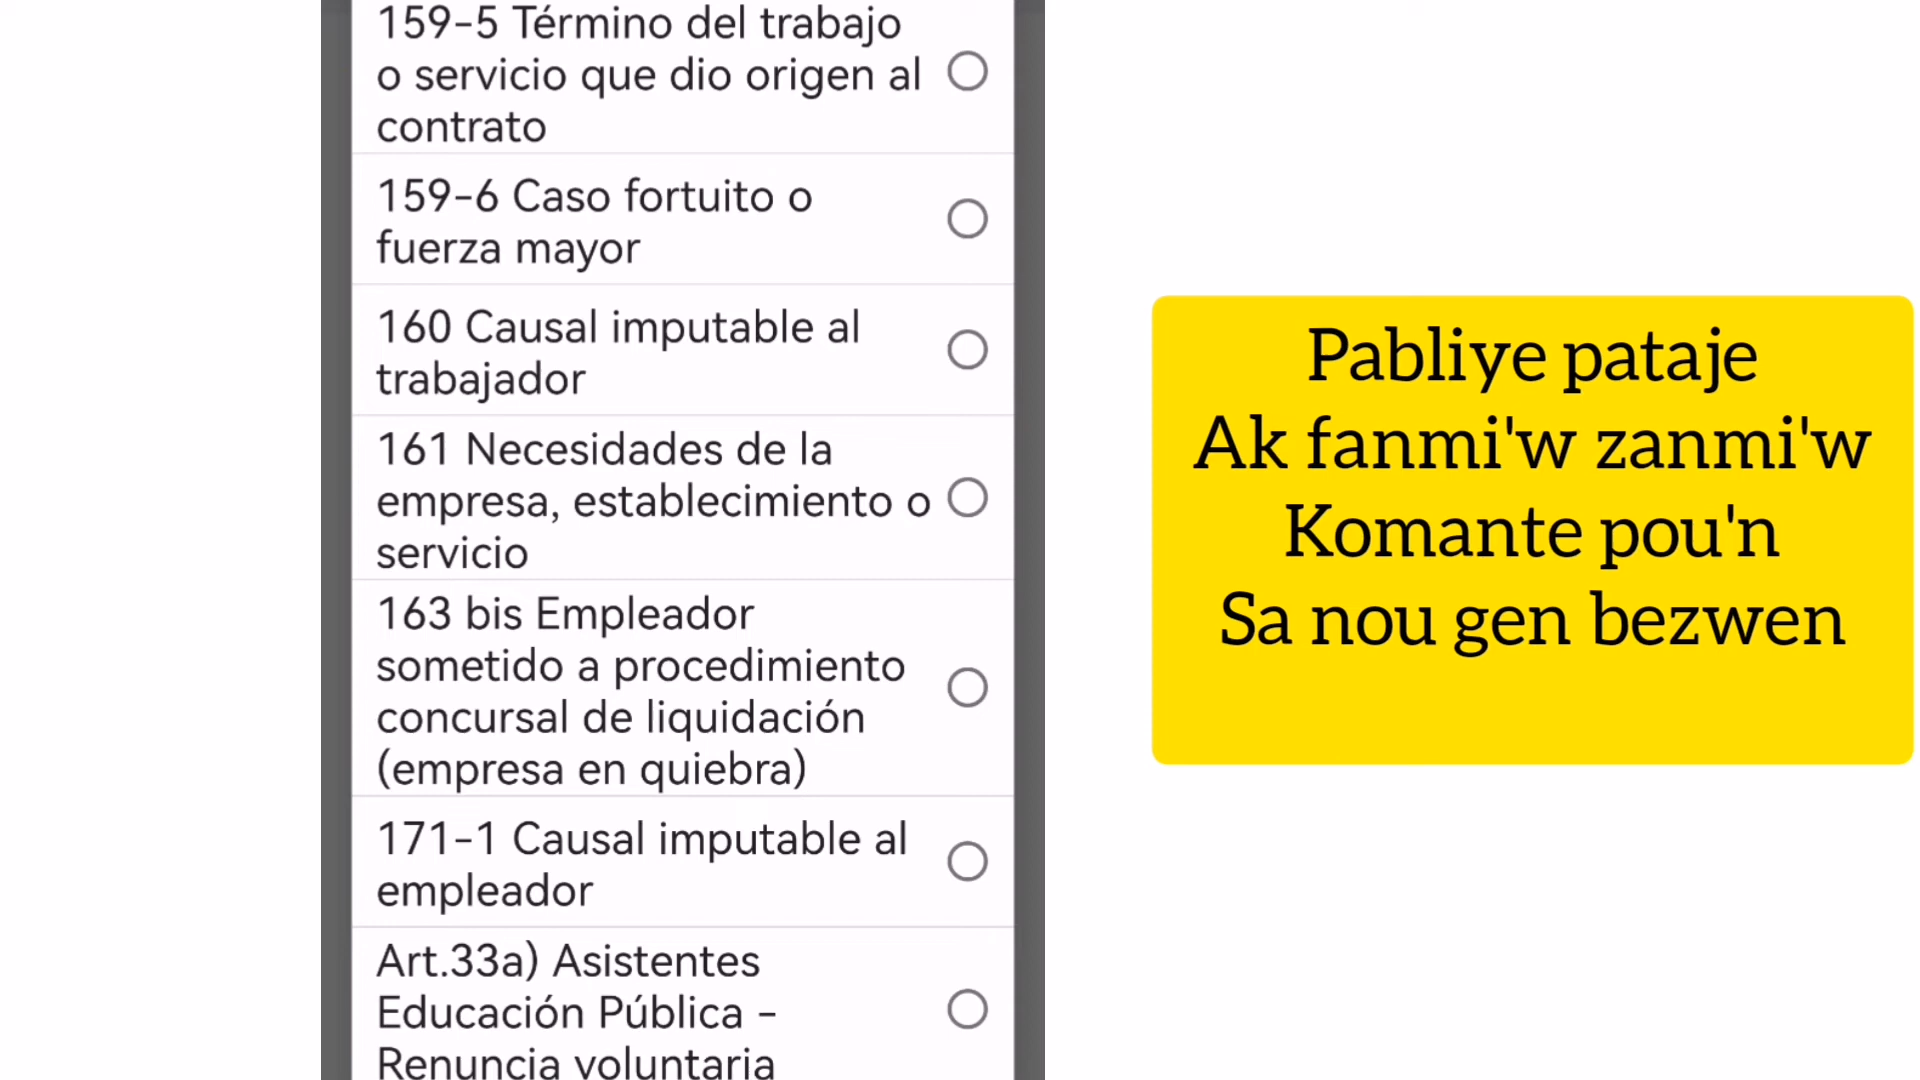 159-5 Término del trabajo
o servicio que dio origen al
contrato
159-6 Caso fortuito o
fuerza mayor
160 Causal imputable al
trabajador
161 Necesidades de la
empresa, establecimiento o
servicio
163 bis Empleador
sometido a procedimiento
concursal de liquidación
(empresa en quiebra)
171-1 Causal imputable al
empleador
Art.33a) Asistentes
Educación Pública -
Renuncia voluntaria
Pabliye pataje
Ak fanmi'w zanmi'w
Komante pou'n
Sa nou gen bezwen